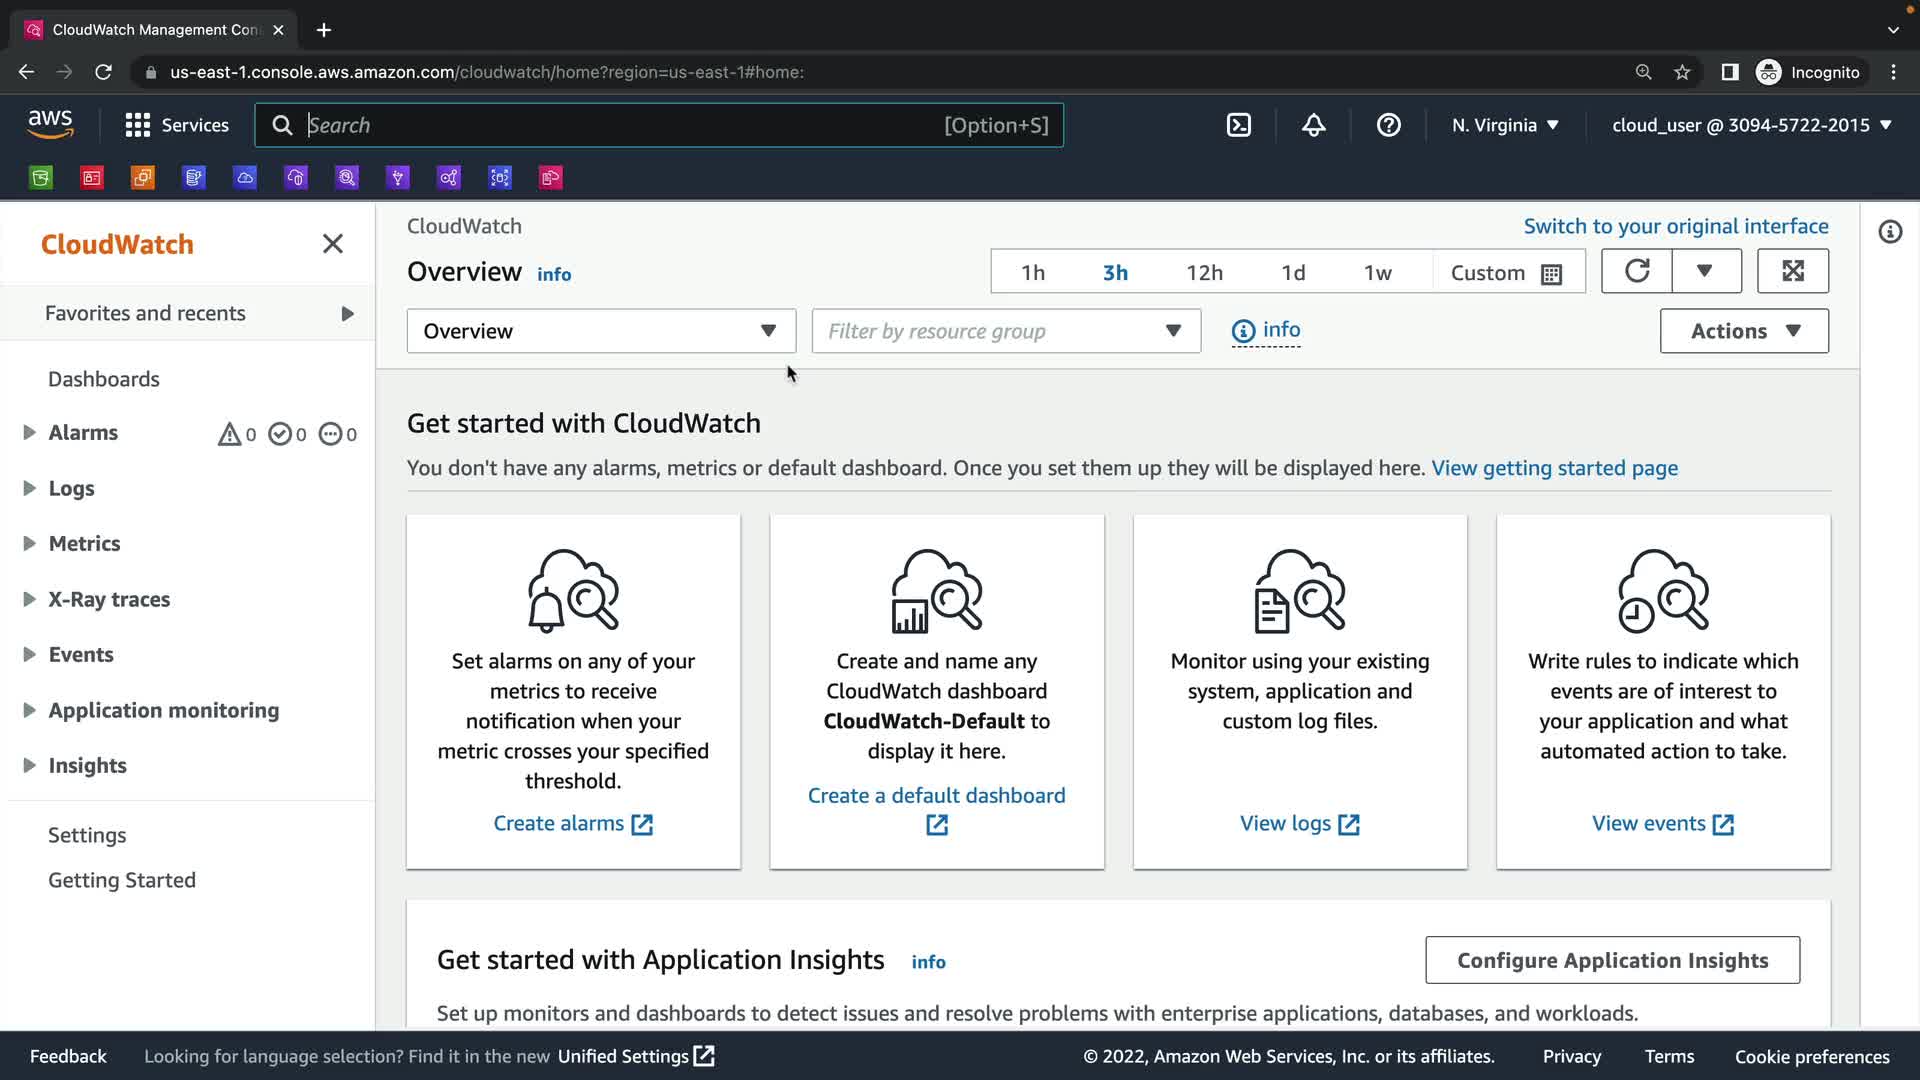 CloudWatch Management Con
us-east-1.console.aws.amazon.com/cloudwatch/home?region=us-east-1#home:
Incognito
aws
Services
Search
[Option+S]
N. Virginia
cloud_user @ 3094-5722-2015
CloudWatch
Favorites and recents
Dashboards
Alarms
0 0 0
Logs
Metrics
X-Ray traces
Events
Application monitoring
Insights
Settings
Getting Started
CloudWatch
Switch to your original interface
Overview info
1h 3h 12h 1d 1w Custom
Overview
Filter by resource group
info
Actions
Get started with CloudWatch
You don't have any alarms, metrics or default dashboard. Once you set them up they will be displayed here. View getting started page
Set alarms on any of your
metrics to receive
notification when your
metric crosses your specified
threshold.
Create alarms
Create and name any
CloudWatch dashboard
CloudWatch-Default to
display it here.
Create a default dashboard
Monitor using your existing
system, application and
custom log files.
View logs
Write rules to indicate which
events are of interest to
your application and what
automated action to take.
View events
Get started with Application Insights info
Configure Application Insights
Set up monitors and dashboards to detect issues and resolve problems with enterprise applications, databases, and workloads.
Feedback
Looking for language selection? Find it in the new Unified Settings
© 2022, Amazon Web Services, Inc. or its affiliates.
Privacy
Terms
Cookie preferences